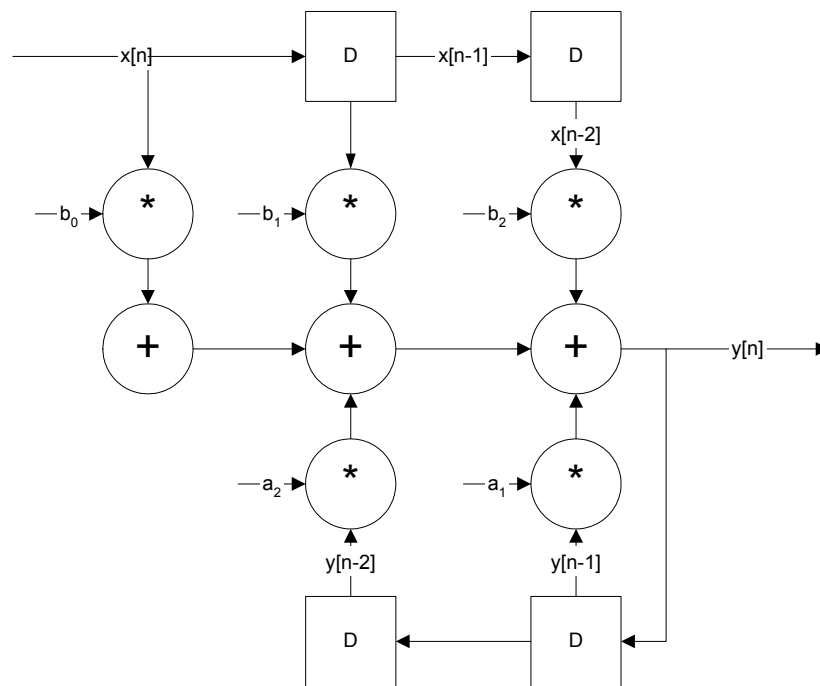 x[n] D x[n-1] D
x[n-2]
b₀ * b₁ * b₂ *
+ + + y[n]
a₂ * a₁ *
y[n-2] y[n-1]
D D